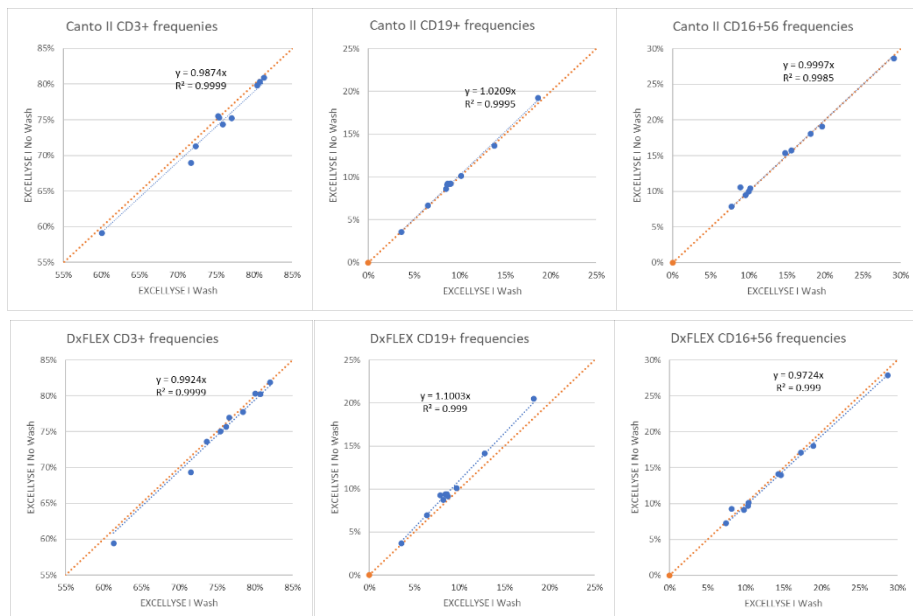 Canto II CD3+ frequenies
85%
80%
75%
70%
65%
60%
55%
y = 0.9874x
R² = 0.9999
55%
60%
65%
70%
75%
80%
85%
EXCELLYSE I No Wash
EXCELLYSE I Wash
Canto II CD19+ frequencies
25%
20%
15%
10%
5%
0%
y = 1.0209x
R² = 0.9995
0%
5%
10%
15%
20%
25%
EXCELLYSE I No Wash
EXCELLYSE I Wash
Canto II CD16+56 frequencies
30%
25%
20%
15%
10%
5%
0%
y = 0.9997x
R² = 0.9985
0%
5%
10%
15%
20%
25%
30%
EXCELLYSE I No Wash
EXCELLYSE I Wash
DxFLEX CD3+ frequencies
85%
80%
75%
70%
65%
60%
55%
y = 0.9924x
R² = 0.9999
55%
60%
65%
70%
75%
80%
85%
EXCELLYSE I No Wash
EXCELLYSE I Wash
DxFLEX CD19+ frequencies
25%
20%
15%
10%
5%
0%
y = 1.1003x
R² = 0.999
0%
5%
10%
15%
20%
25%
EXCELLYSE I No Wash
EXCELLYSE I Wash
DxFLEX CD16+56 frequencies
30%
25%
20%
15%
10%
5%
0%
y = 0.9724x
R² = 0.999
0%
5%
10%
15%
20%
25%
30%
EXCELLYSE I No Wash
EXCELLYSE I Wash